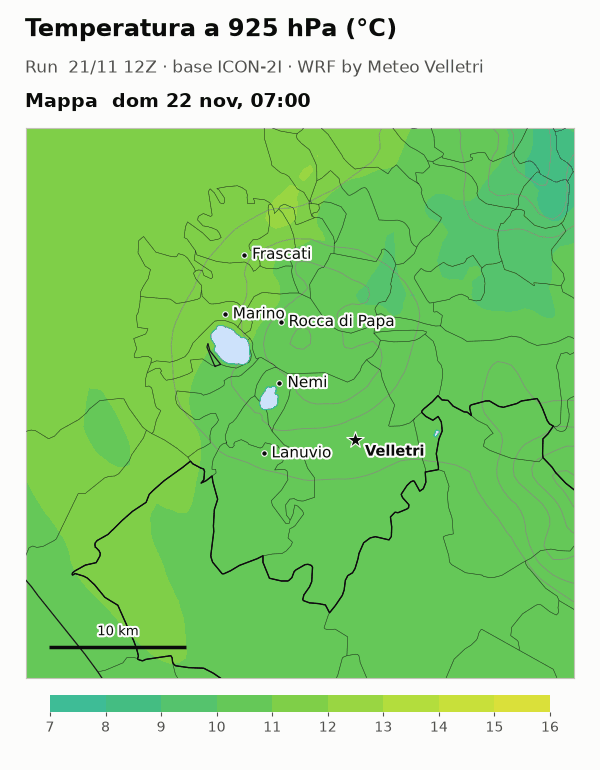 Temperatura a 925 hPa (°C)
Run  21/11 12Z · base ICON-2I · WRF by Meteo Velletri
Mappa  dom 22 nov, 07:00
Frascati
Marino
Rocca di Papa
Nemi
Velletri
Lanuvio
10 km
7 8 9 10 11 12 13 14 15 16